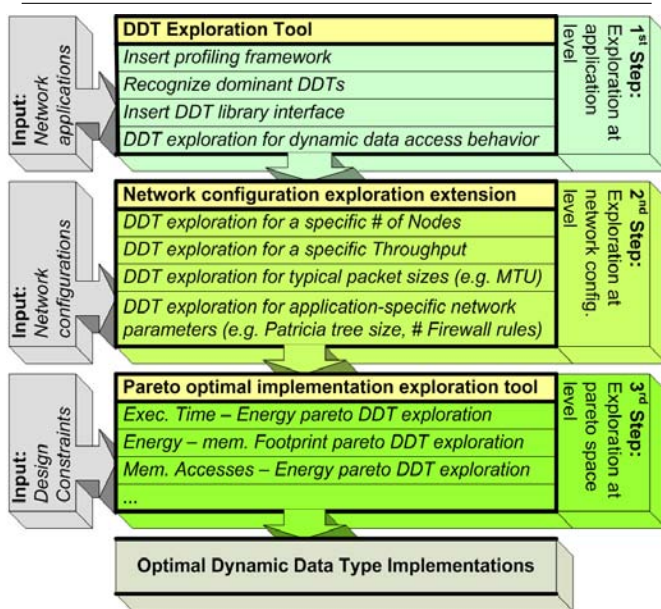 DDT Exploration Tool
Insert profiling framework
Recognize dominant DDTs
Insert DDT library interface
DDT exploration for dynamic data access behavior
Input:
Network
applications
1st Step:
Exploration at
application
level
Network configuration exploration extension
DDT exploration for a specific # of Nodes
DDT exploration for a specific Throughput
DDT exploration for typical packet sizes (e.g. MTU)
DDT exploration for application-specific network
parameters (e.g. Patricia tree size, # Firewall rules)
Input:
Network
configurations
2nd Step:
Exploration at
network config.
level
Pareto optimal implementation exploration tool
Exec. Time – Energy pareto DDT exploration
Energy – mem. Footprint pareto DDT exploration
Mem. Accesses – Energy pareto DDT exploration
...
Input:
Design
Constraints
3rd Step:
Exploration at
pareto space
level
Optimal Dynamic Data Type Implementations